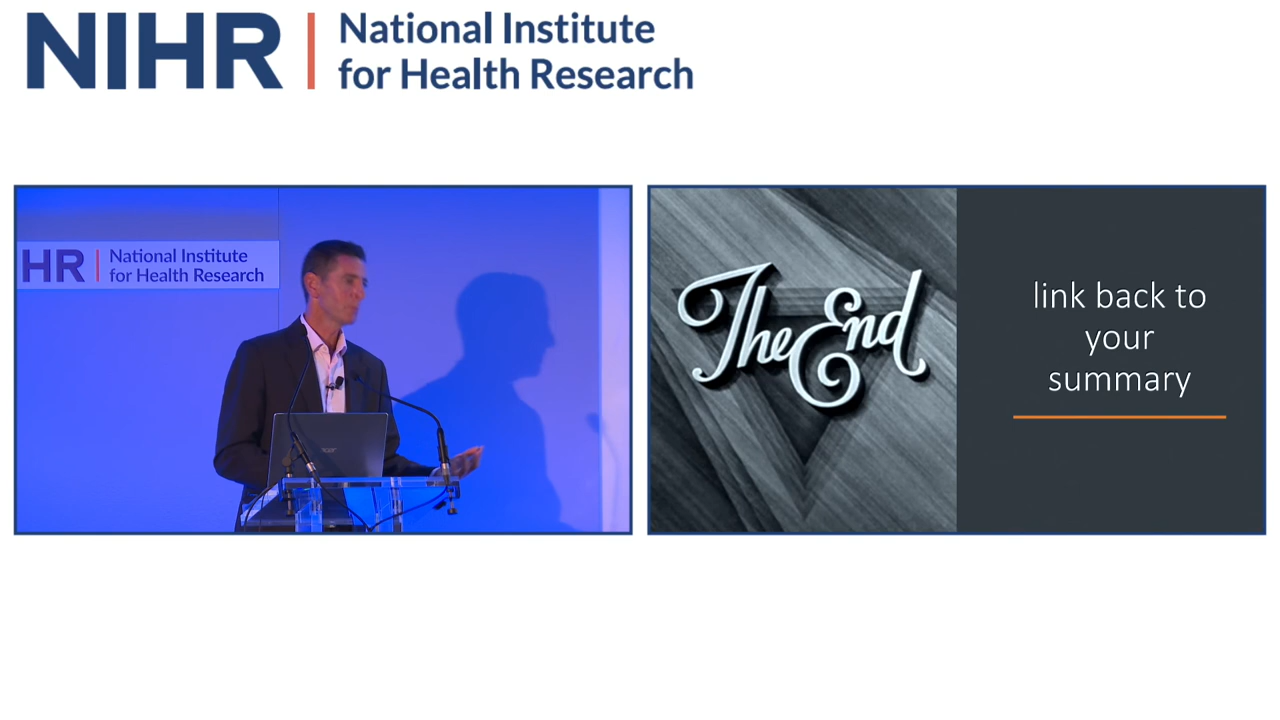 NIHR | National Institute
for Health Research
HR | National Institute
for Health Research
acer
The End
link back to
your
summary